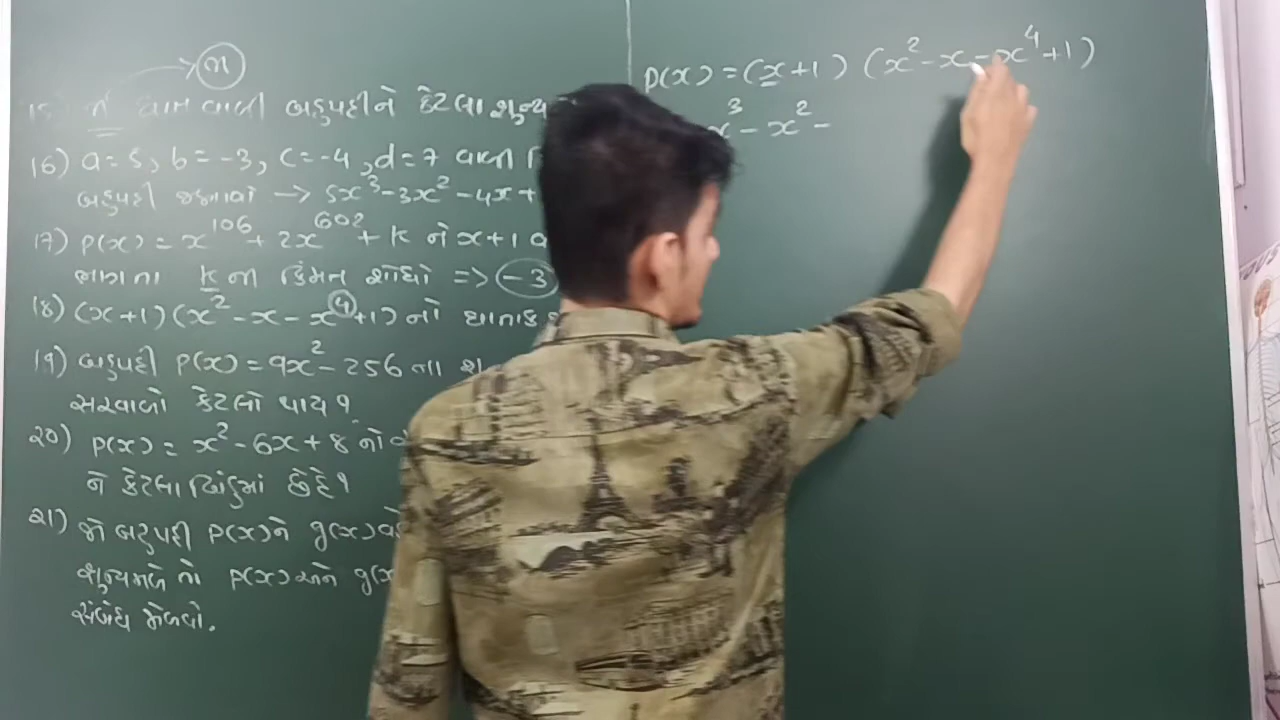 m
15) m ઘાત વાળી બહુપદીને કેટલા શૂન્ય
16) a=5, b=-3, c=-4, d=7 વાળી
બહુપદી જણાવો → 5x³-3x²-4x+
17) P(x) = x¹⁰⁶ + 2x⁶⁰² + K ને x+1
ભાગતા K ની કિંમત શોધો => -3
18) (x+1)(x²-x-x⁴+1) નો ઘાતાંક
19) બહુપદી P(x)=9x²-256 ના
સરવાળો કેટલો થાય?
20) P(x) = x²-6x+8 નો
ને કેટલા બિંદુમાં છેદે?
21) જો બહુપદી P(x)ને g(x) વડે
શૂન્ય મળે તો P(x) અને g(x
સંબંધ મેળવો.
P(x) = (x+1) (x²-x-x⁴+1)
x³-x²-